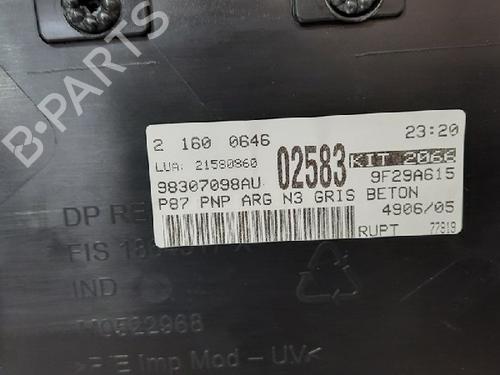 B-PARTS
2 160 0646
23:20
LUA: 21580860
02583
KIT 2066
98307098AU
9F29A615
P87 PNP ARG N3 GRIS BETON
4906/05
RUPT 77819
DP RE
FIS 18
IND
Imp Mod - UV<